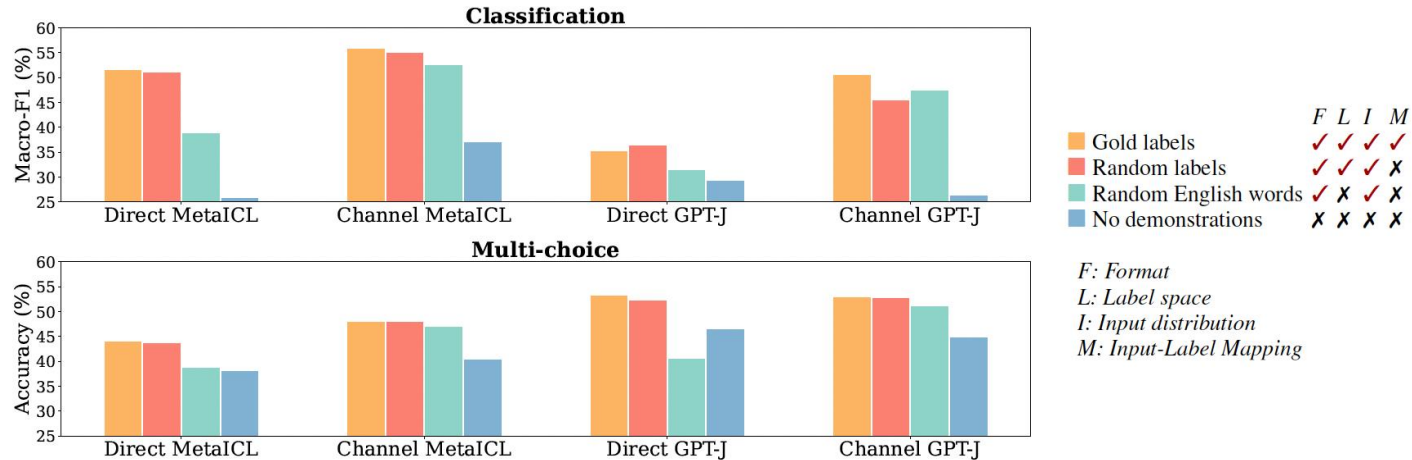 Classification
Macro-F1 (%)
60
55
50
45
40
35
30
25
Direct MetaICL Channel MetaICL Direct GPT-J Channel GPT-J
Multi-choice
Accuracy (%)
60
55
50
45
40
35
30
25
Direct MetaICL Channel MetaICL Direct GPT-J Channel GPT-J
F L I M
Gold labels ✓ ✓ ✓ ✓
Random labels ✓ ✓ ✓ ✗
Random English words ✓ ✗ ✓ ✗
No demonstrations ✗ ✗ ✗ ✗
F: Format
L: Label space
I: Input distribution
M: Input-Label Mapping